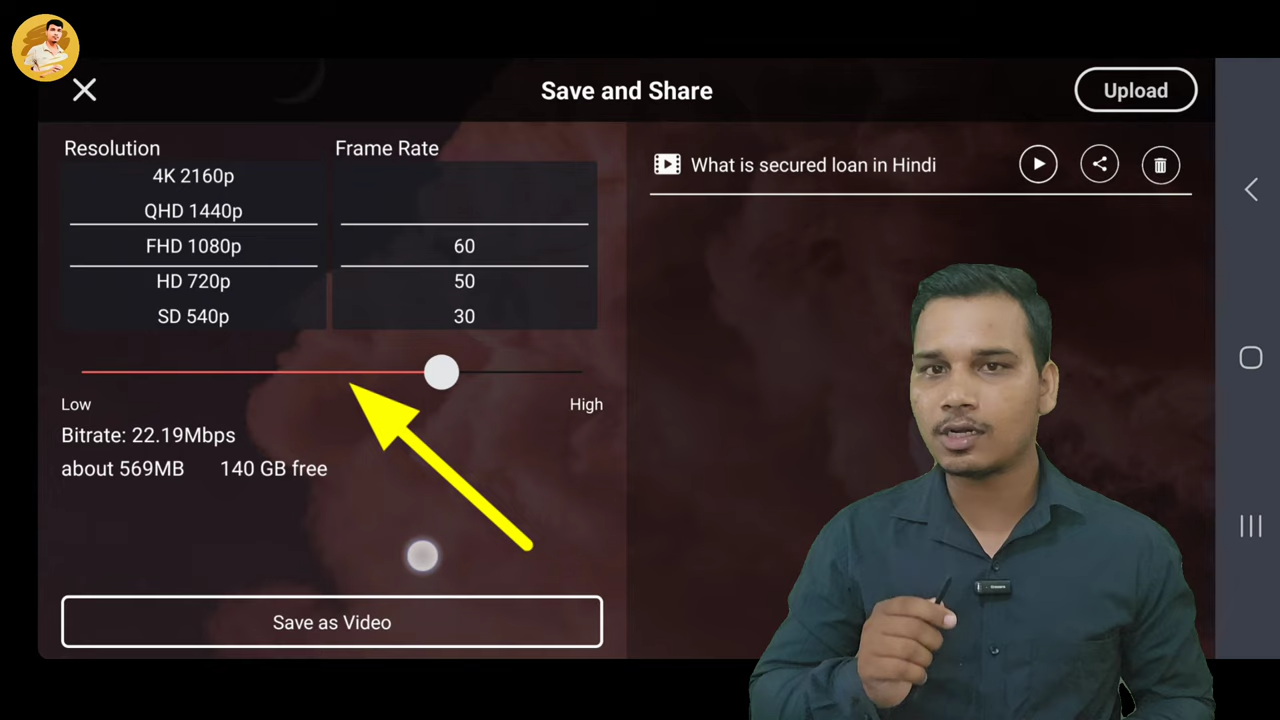 Save and Share
Upload
Resolution
Frame Rate
4K 2160p
QHD 1440p
FHD 1080p
HD 720p
SD 540p
60
50
30
Low
High
Bitrate: 22.19Mbps
about 569MB 140 GB free
Save as Video
What is secured loan in Hindi